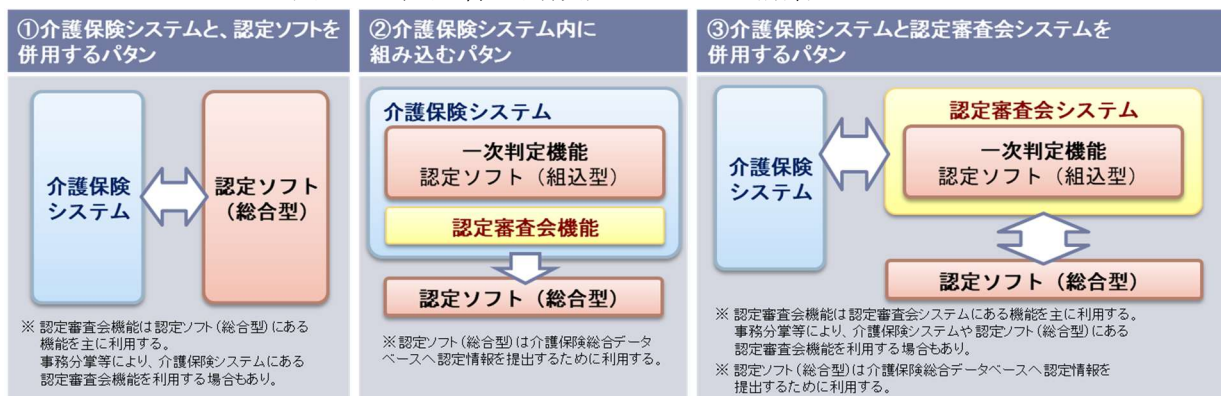 ①介護保険システムと、認定ソフトを
併用するパタン
介護保険
システム
認定ソフト
（総合型）
※ 認定審査会機能は認定ソフト（総合型）にある
機能を主に利用する。
事務分掌等により、介護保険システムにある
認定審査会機能を利用する場合もあり。
②介護保険システム内に
組み込むパタン
介護保険システム
一次判定機能
認定ソフト（組込型）
認定審査会機能
認定ソフト（総合型）
※認定ソフト（総合型）は介護保険総合データ
ベースへ認定情報を提出するために利用する。
③介護保険システムと認定審査会システムを
併用するパタン
介護保険
システム
認定審査会システム
一次判定機能
認定ソフト（組込型）
認定ソフト（総合型）
※ 認定審査会機能は認定審査会システムにある機能を主に利用する。
事務分掌等により、介護保険システムや認定ソフト（総合型）にある
認定審査会機能を利用する場合もあり。
※ 認定ソフト（総合型）は介護保険総合データベースへ認定情報を
提出するために利用する。